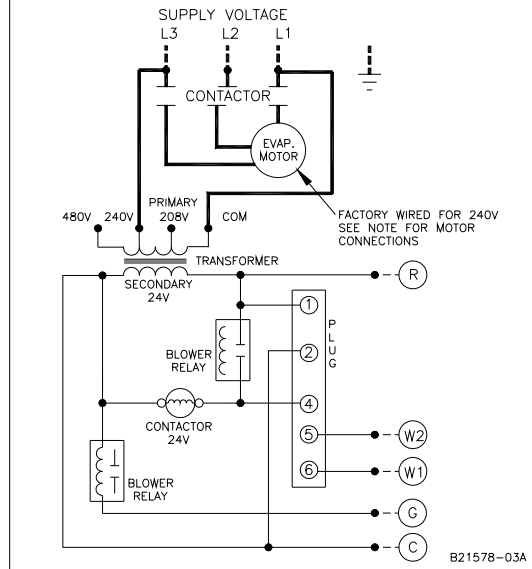 SUPPLY VOLTAGE
L3 L2 L1
CONTACTOR
EVAP.
MOTOR
PRIMARY
480V 240V 208V COM
FACTORY WIRED FOR 240V
SEE NOTE FOR MOTOR
CONNECTIONS
TRANSFORMER
SECONDARY
24V
R
1
PLUG
2
BLOWER
RELAY
4
CONTACTOR
24V
5
W2
6
W1
BLOWER
RELAY
G
C
B21578-03A